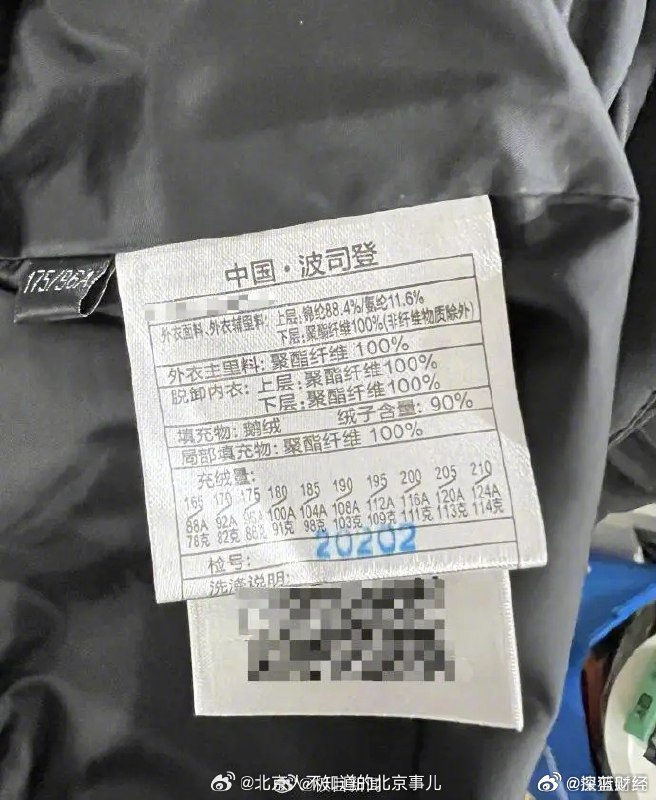 175/96A
中国·波司登
外衣面料、外衣绒里料: 上层:锦纶88.4%/氨纶11.6%
下层:聚酯纤维100%(非纤维物质除外)
外衣主里料: 聚酯纤维 100%
脱卸内衣: 上层: 聚酯纤维 100%
下层: 聚酯纤维 100%
填充物: 鹅绒 绒子含量: 90%
局部填充物: 聚酯纤维 100%
充绒量:
165 170 175 180 185 190 195 200 205 210
88A 92A 96A 100A 104A 108A 112A 116A 120A 124A
78克 82克 86克 91克 98克 103克 109克 111克 113克 114克
20202
检号:
洗涤说明:
@北京人不知道的北京事儿
@搜蓝财经